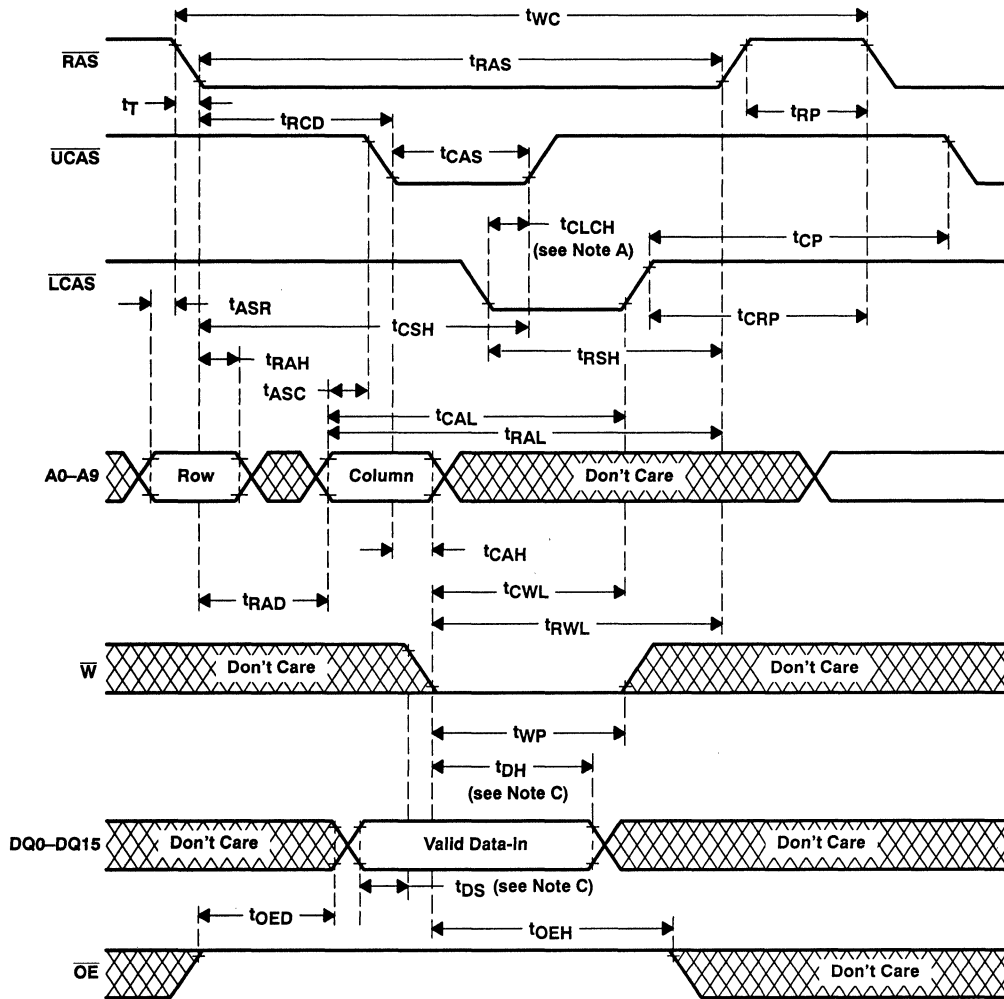 tWC
RAS
tRAS
tT
tRCD
tRP
UCAS
tCAS
tCLCH
(see Note A)
tCP
LCAS
tASR
tCSH
tCRP
tRAH
tRSH
tASC
tCAL
tRAL
A0–A9
Row
Column
Don't Care
tCAH
tRAD
tCWL
tRWL
W
Don't Care
Don't Care
tWP
tDH
(see Note C)
DQ0–DQ15
Don't Care
Valid Data-in
Don't Care
tDS (see Note C)
tOED
tOEH
OE
Don't Care